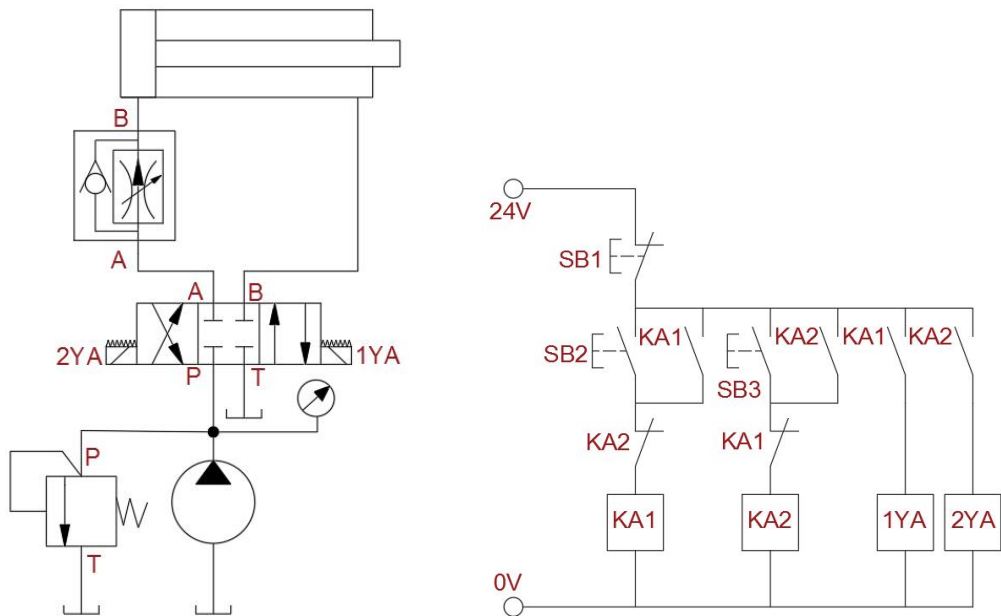 B
A
A B
2YA 1YA
P T
P
T
24V
SB1
SB2 KA1 SB3 KA2 KA1 KA2
KA2 KA1
KA1 KA2 1YA 2YA
0V